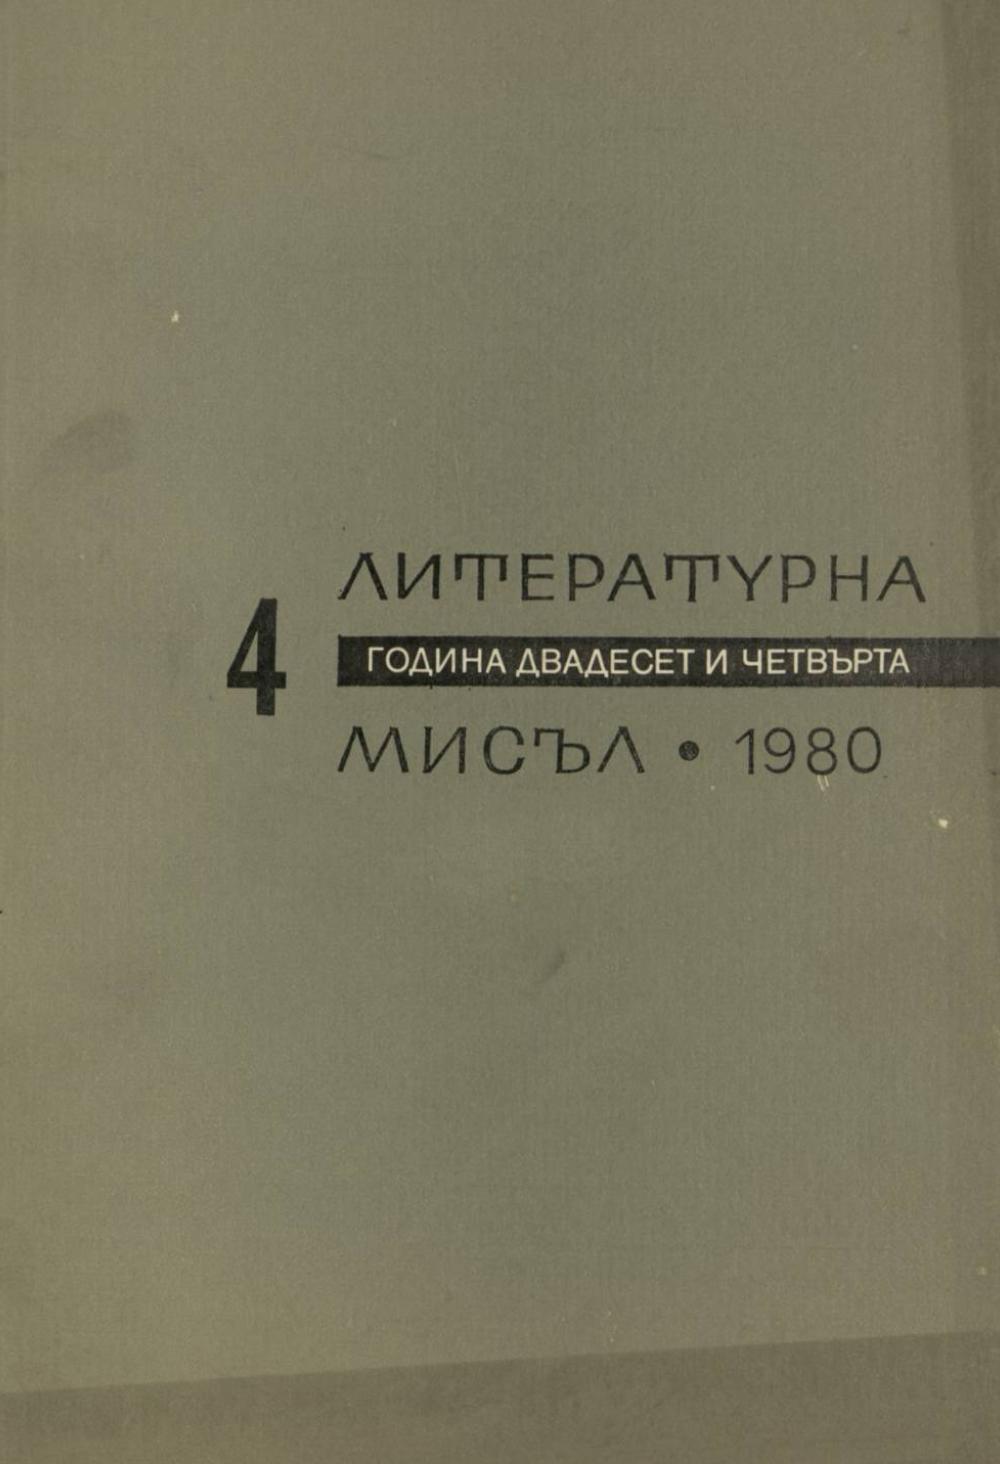 ЛИТЕРАТУРНА
4
ГОДИНА ДВАДЕСЕТ И ЧЕТВЪРТА
МИСЪЛ • 1980